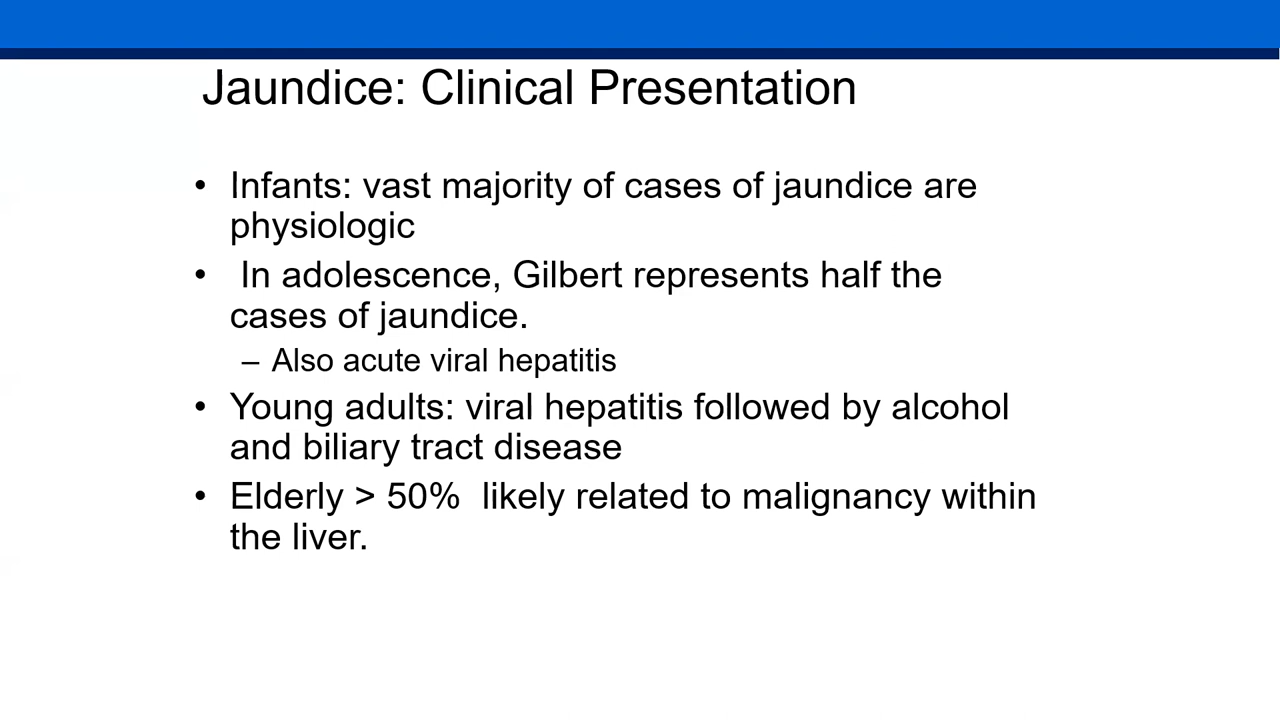 Jaundice: Clinical Presentation
• Infants: vast majority of cases of jaundice are
physiologic
• In adolescence, Gilbert represents half the
cases of jaundice.
– Also acute viral hepatitis
• Young adults: viral hepatitis followed by alcohol
and biliary tract disease
• Elderly > 50%  likely related to malignancy within
the liver.